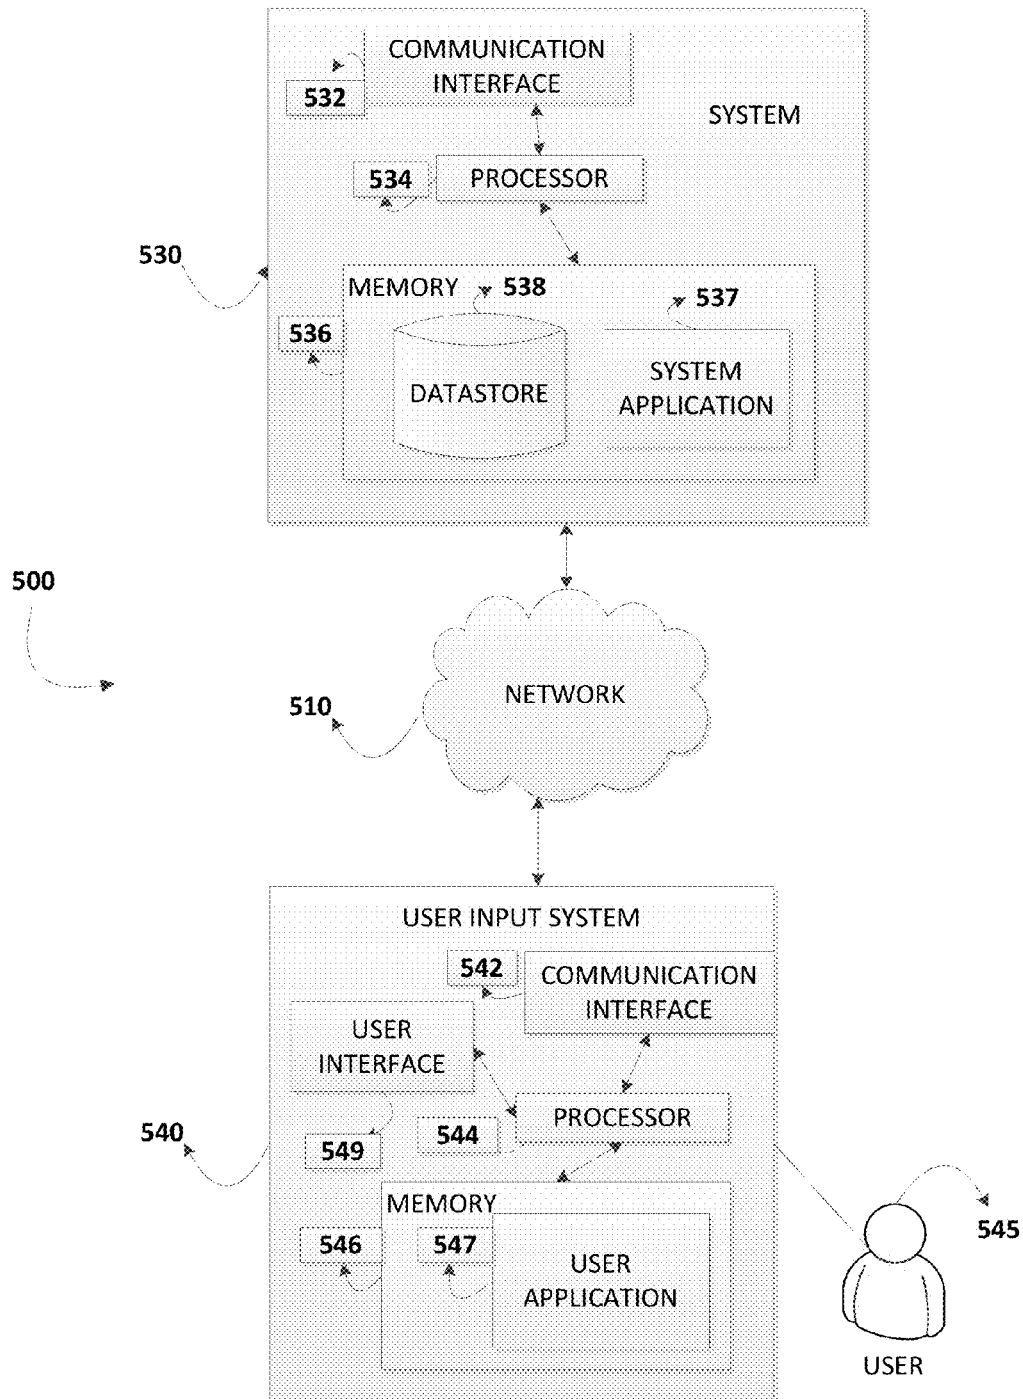 COMMUNICATION
INTERFACE
532
SYSTEM
534
PROCESSOR
530
MEMORY
538
537
536
DATASTORE
SYSTEM
APPLICATION
500
NETWORK
510
USER INPUT SYSTEM
542
COMMUNICATION
INTERFACE
USER
INTERFACE
PROCESSOR
540
544
549
MEMORY
546
547
USER
APPLICATION
545
USER